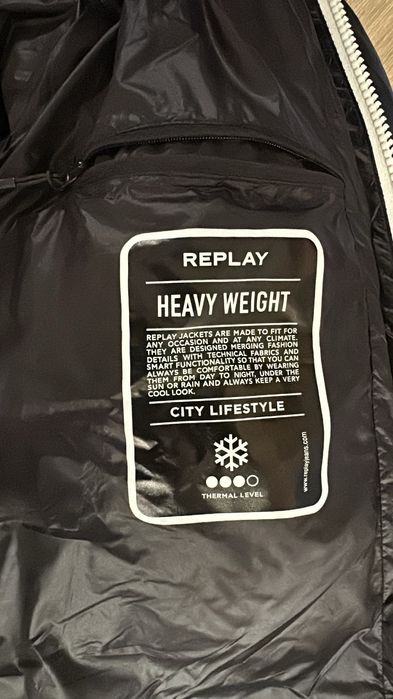 REPLAY
HEAVY WEIGHT
REPLAY JACKETS ARE MADE TO FIT FOR
ANY OCCASION AND AT ANY CLIMATE.
THEY ARE DESIGNED MERGING FASHION
DETAILS WITH TECHNICAL FABRICS AND
SMART FUNCTIONALITY SO THAT YOU CAN
ALWAYS BE COMFORTABLE BY WEARING
THEM FROM DAY TO NIGHT, UNDER THE
SUN OR RAIN AND ALWAYS KEEP A VERY
COOL LOOK.
CITY LIFESTYLE
THERMAL LEVEL
www.replayjeans.com